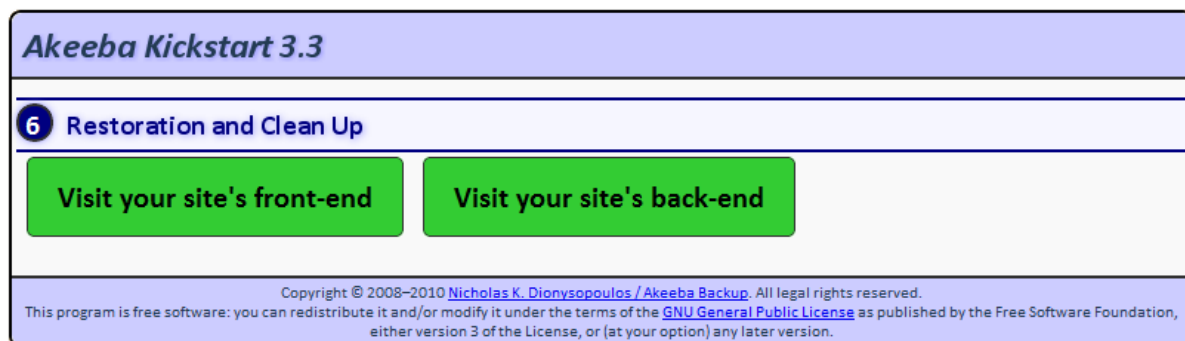 Akeeba Kickstart 3.3
6 Restoration and Clean Up
Visit your site's front-end Visit your site's back-end
Copyright © 2008–2010 Nicholas K. Dionysopoulos / Akeeba Backup. All legal rights reserved.
This program is free software: you can redistribute it and/or modify it under the terms of the GNU General Public License as published by the Free Software Foundation,
either version 3 of the License, or (at your option) any later version.